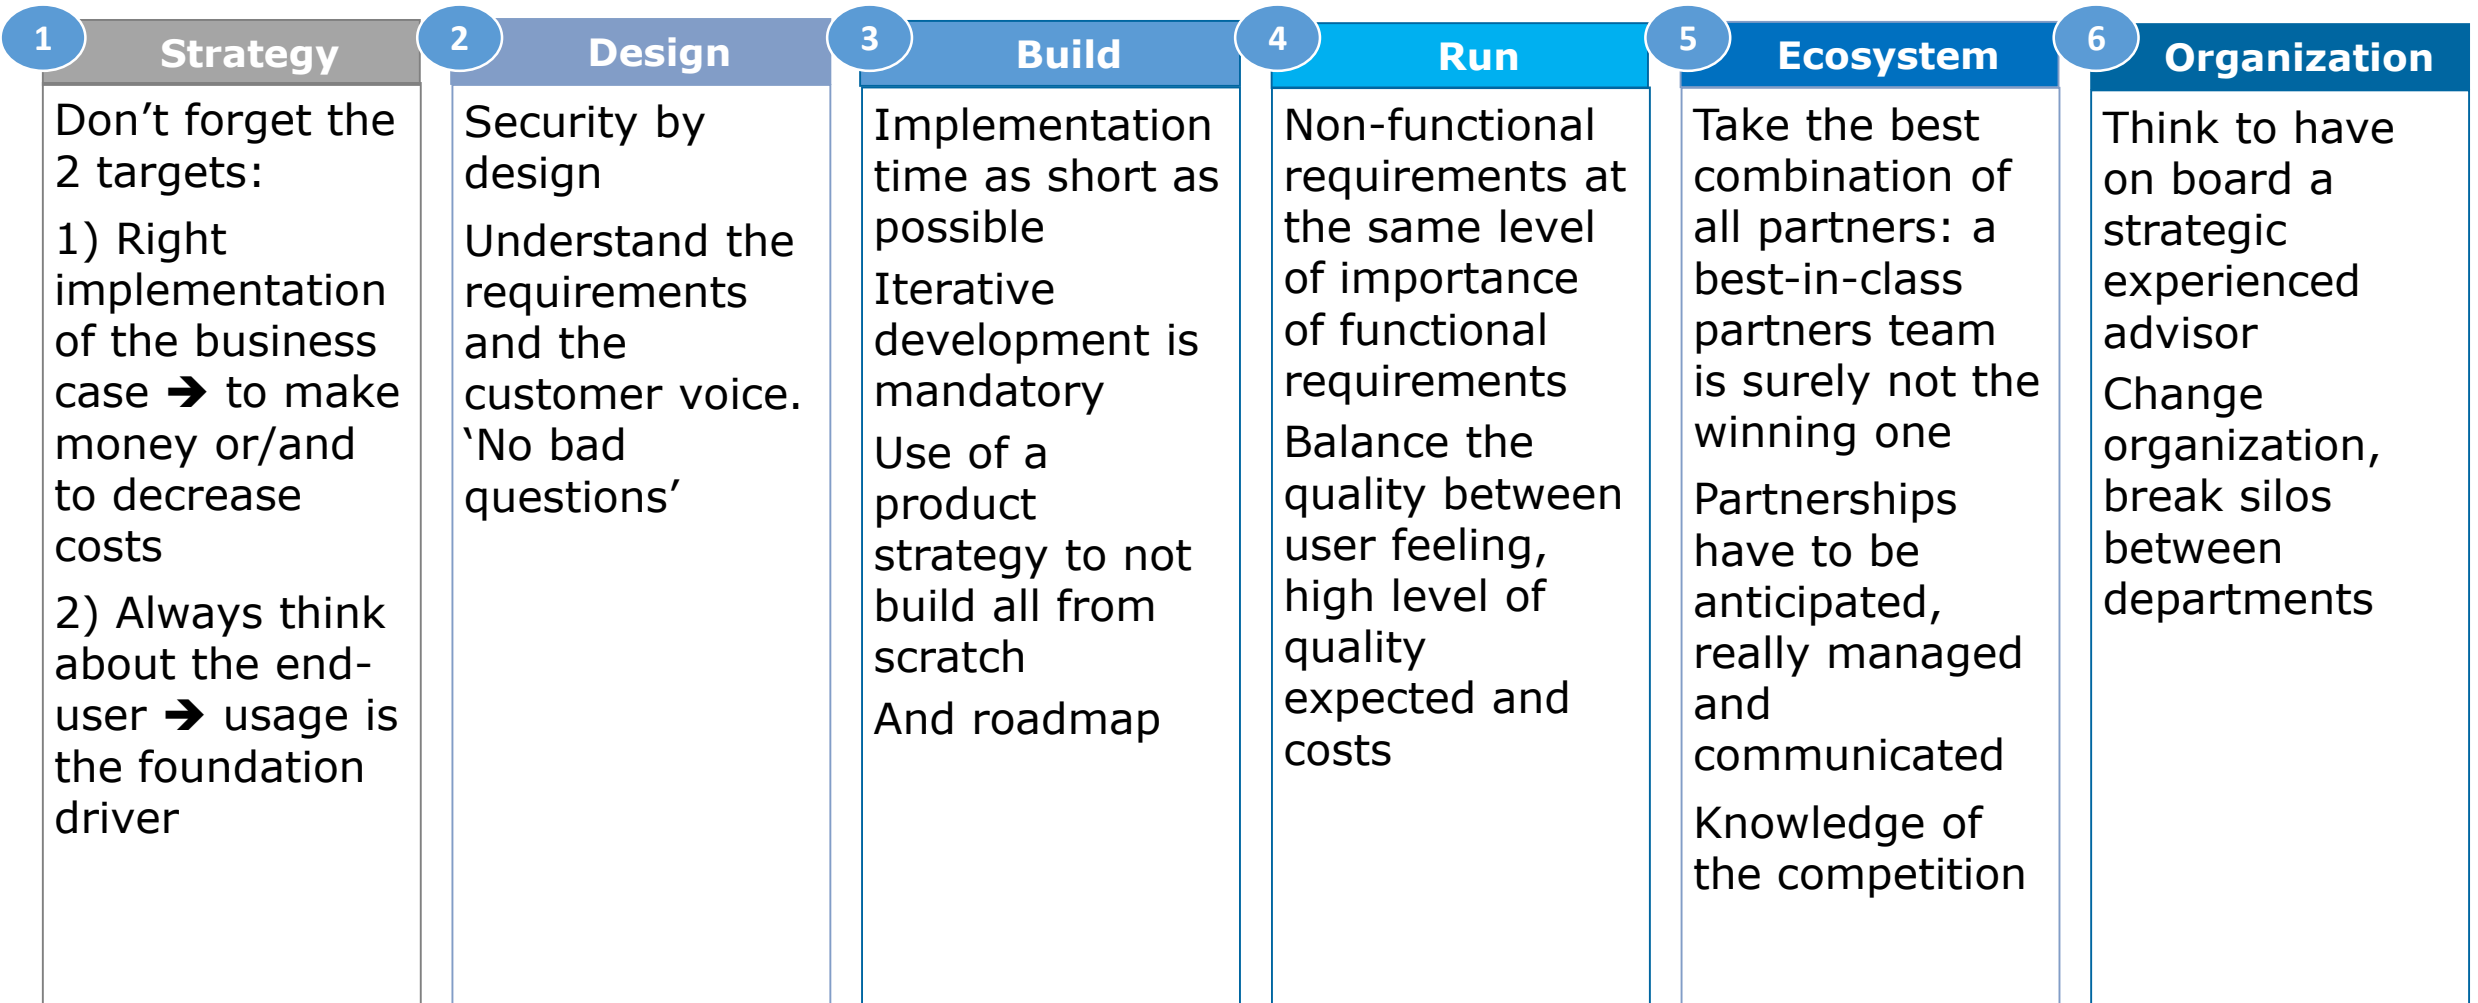 1
Strategy
Don’t forget the
2 targets:
1) Right
implementation
of the business
case ➔ to make
money or/and
to decrease
costs
2) Always think
about the end-
user ➔ usage is
the foundation
driver
2
Design
Security by
design
Understand the
requirements
and the
customer voice.
‘No bad
questions’
3
Build
Implementation
time as short as
possible
Iterative
development is
mandatory
Use of a
product
strategy to not
build all from
scratch
And roadmap
4
Run
Non-functional
requirements at
the same level
of importance
of functional
requirements
Balance the
quality between
user feeling,
high level of
quality
expected and
costs
5
Ecosystem
Take the best
combination of
all partners: a
best-in-class
partners team
is surely not the
winning one
Partnerships
have to be
anticipated,
really managed
and
communicated
Knowledge of
the competition
6
Organization
Think to have
on board a
strategic
experienced
advisor
Change
organization,
break silos
between
departments